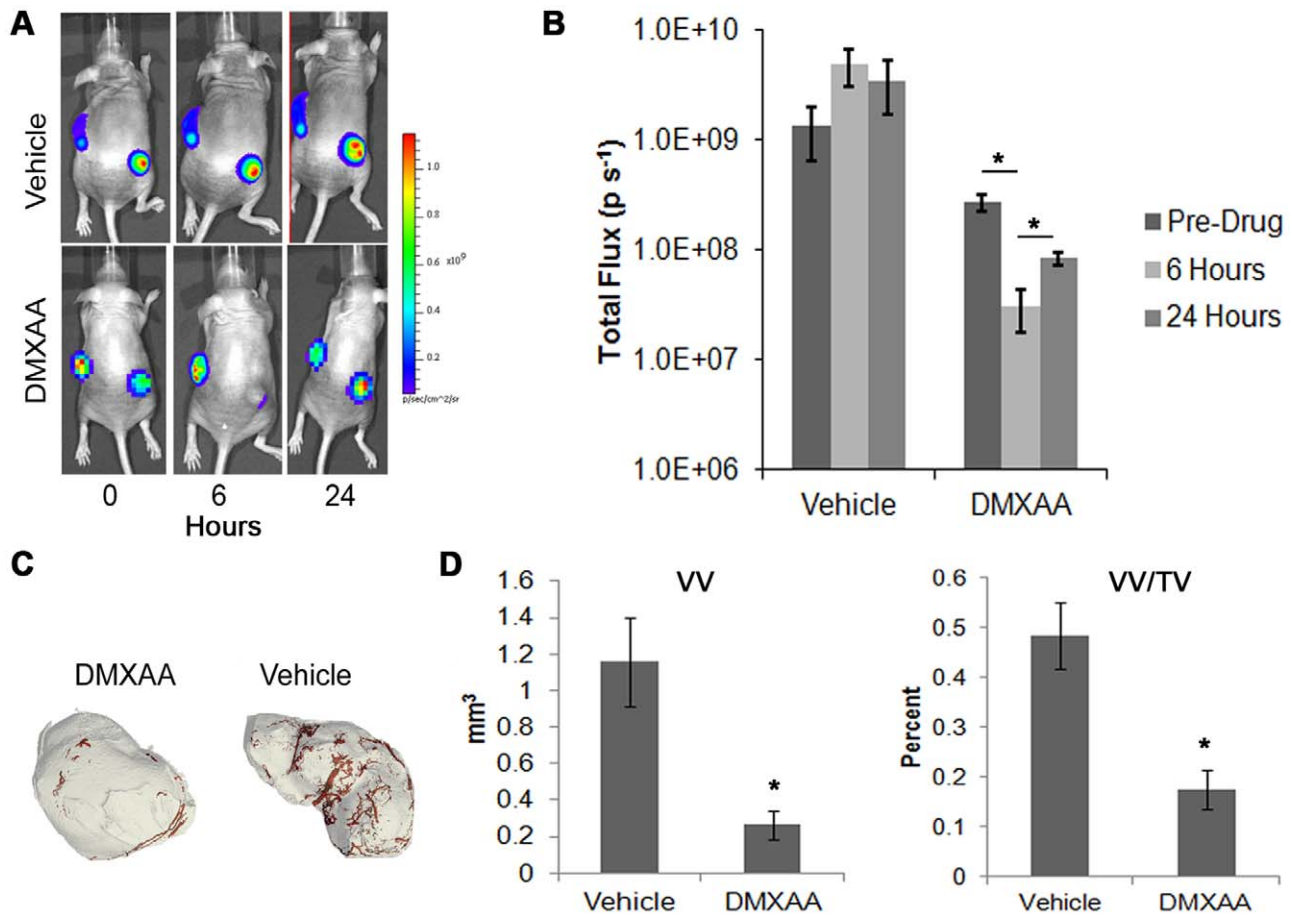 A
Vehicle
DMXAA
1.0
0.8
0.6
x10⁹
0.4
0.2
p/sec/cm^2/sr
0 6 24
Hours
B
Total Flux (p s-1)
1.0E+10
1.0E+09
1.0E+08
1.0E+07
1.0E+06
*
*
Vehicle DMXAA
Pre-Drug
6 Hours
24 Hours
C
DMXAA Vehicle
D
VV
mm³
1.6
1.4
1.2
1
0.8
0.6
0.4
0.2
0
*
Vehicle DMXAA
VV/TV
Percent
0.6
0.5
0.4
0.3
0.2
0.1
0
*
Vehicle DMXAA